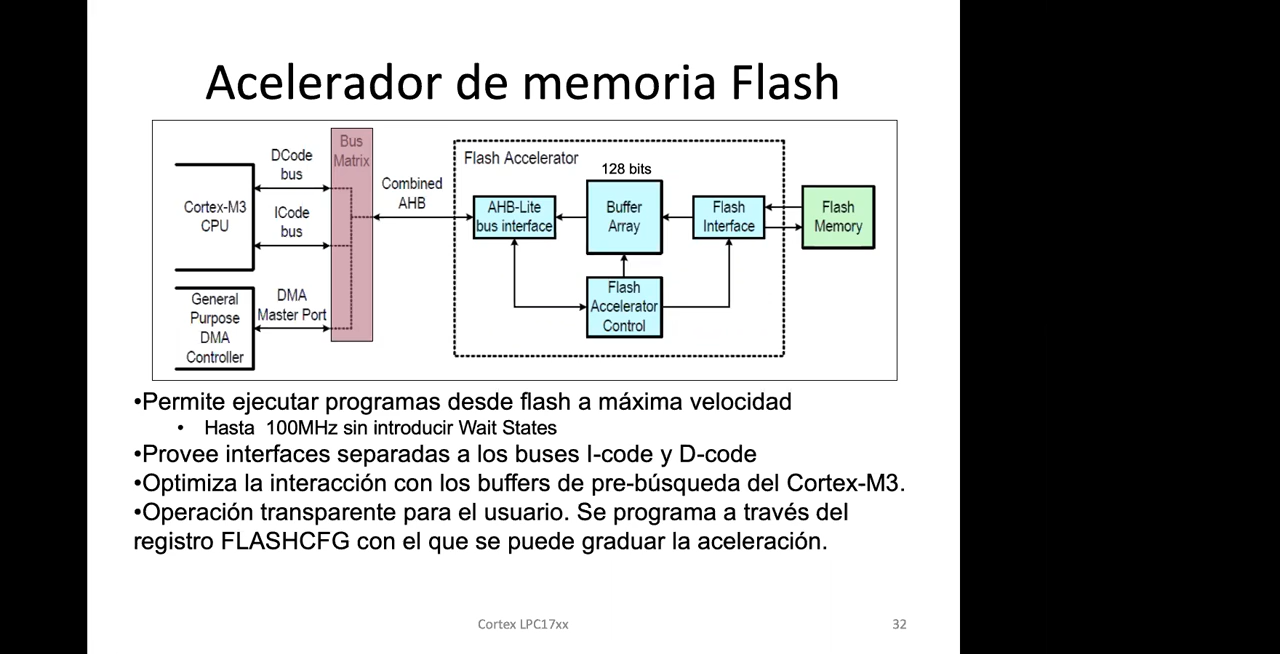 Acelerador de memoria Flash
DCode
bus
Bus
Matrix
Cortex-M3
CPU
ICode
bus
General
Purpose
DMA
Controller
DMA
Master Port
Combined
AHB
Flash Accelerator
128 bits
AHB-Lite
bus interface
Buffer
Array
Flash
Interface
Flash
Memory
Flash
Accelerator
Control
•Permite ejecutar programas desde flash a máxima velocidad
• Hasta 100MHz sin introducir Wait States
•Provee interfaces separadas a los buses I-code y D-code
•Optimiza la interacción con los buffers de pre-búsqueda del Cortex-M3.
•Operación transparente para el usuario. Se programa a través del
registro FLASHCFG con el que se puede graduar la aceleración.
Cortex LPC17xx
32